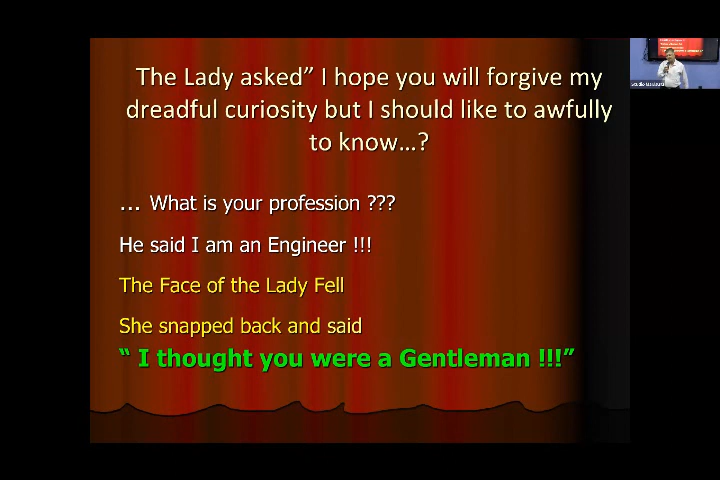 The Lady asked” I hope you will forgive my
dreadful curiosity but I should like to awfully
to know…?
… What is your profession ???
He said I am an Engineer !!!
The Face of the Lady Fell
She snapped back and said
“ I thought you were a Gentleman !!!”